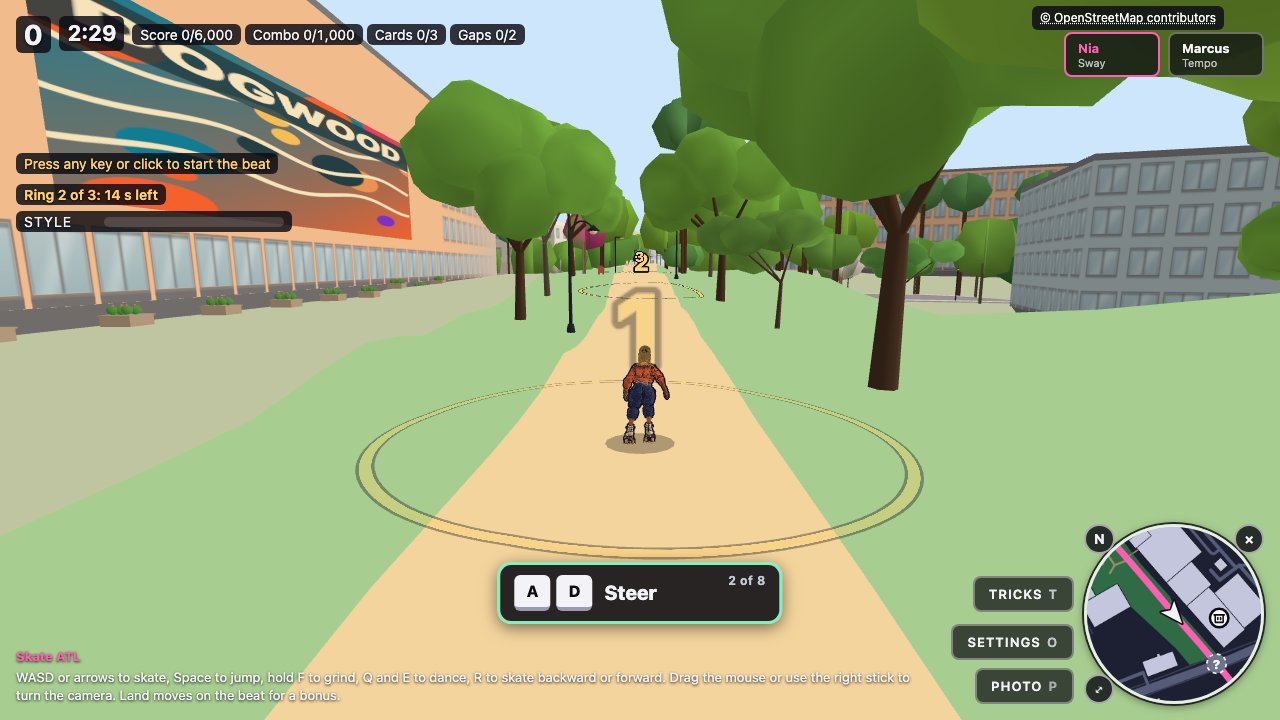 © OpenStreetMap contributors
0
2:29
Score 0/6,000
Combo 0/1,000
Cards 0/3
Gaps 0/2
Nia
Sway
Marcus
Tempo
OGWOOD
Press any key or click to start the beat
Ring 2 of 3: 14 s left
STYLE
3
2
1
A
D
Steer
2 of 8
N
×
?
TRICKS T
SETTINGS O
PHOTO P
Skate ATL
WASD or arrows to skate, Space to jump, hold F to grind, Q and E to dance, R to skate backward or forward. Drag the mouse or use the right stick to
turn the camera. Land moves on the beat for a bonus.